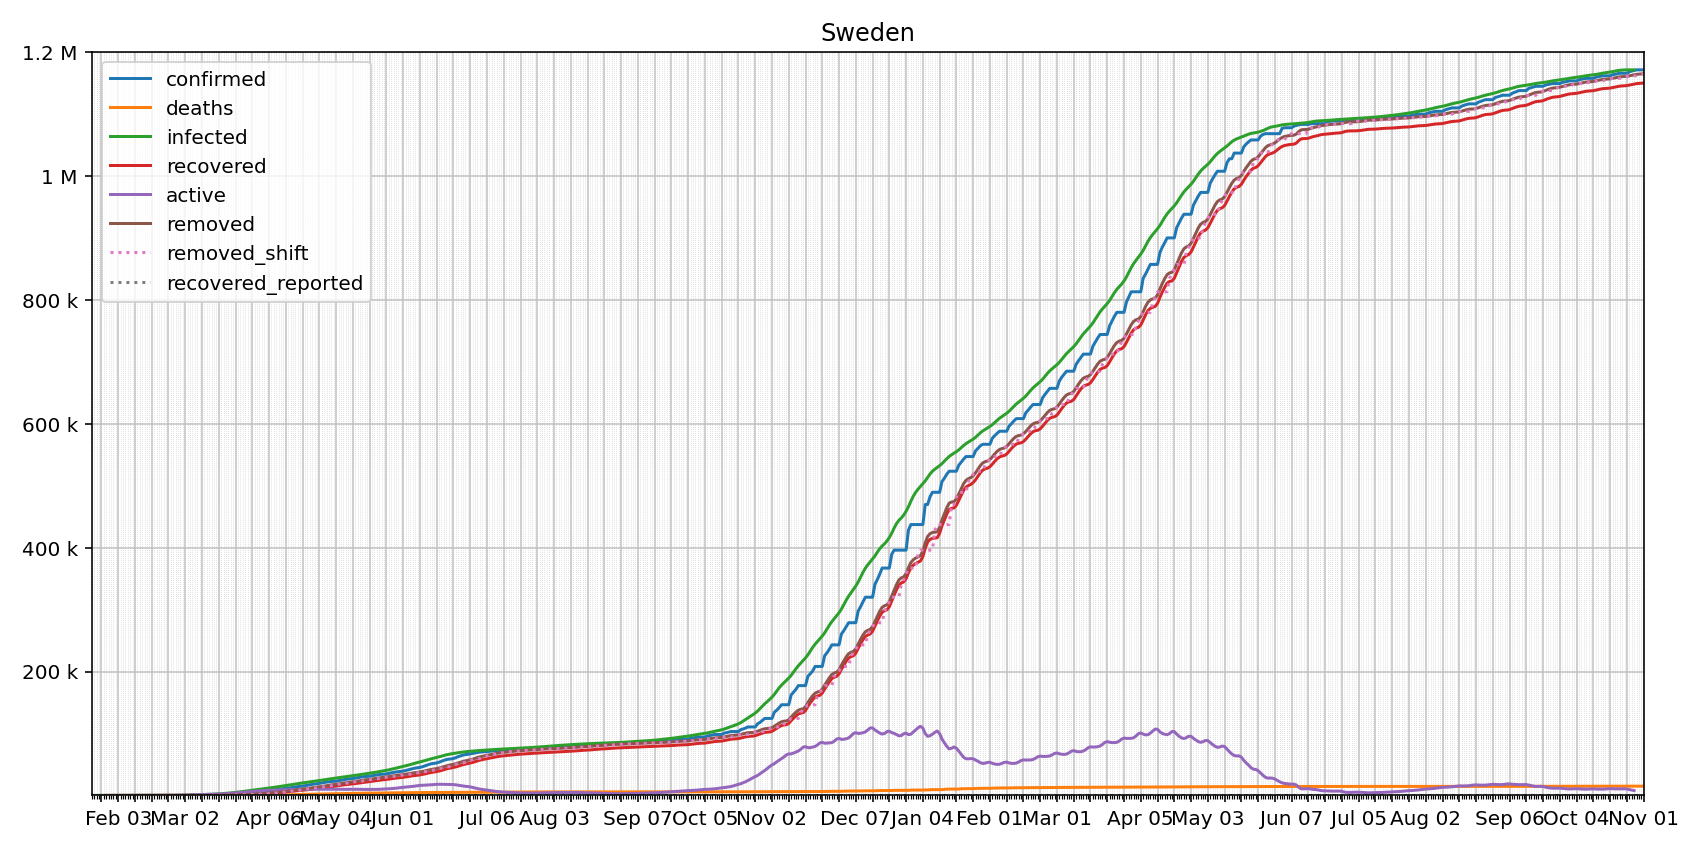 Sweden
1.2 M
1 M
800 k
600 k
400 k
200 k
confirmed
deaths
infected
recovered
active
removed
removed_shift
recovered_reported
Feb 03 Mar 02 Apr 06 May 04 Jun 01 Jul 06 Aug 03 Sep 07 Oct 05 Nov 02 Dec 07 Jan 04 Feb 01 Mar 01 Apr 05 May 03 Jun 07 Jul 05 Aug 02 Sep 06 Oct 04 Nov 01